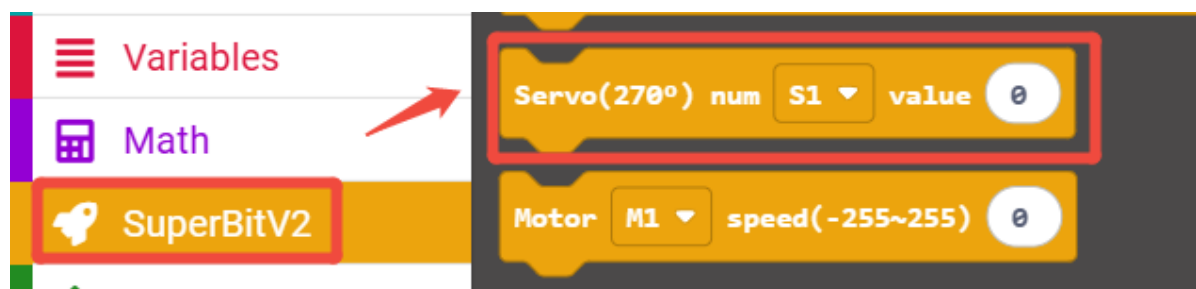 Variables
Math
SuperBitV2
Servo(270º) num S1 value 0
Motor M1 speed(-255~255) 0